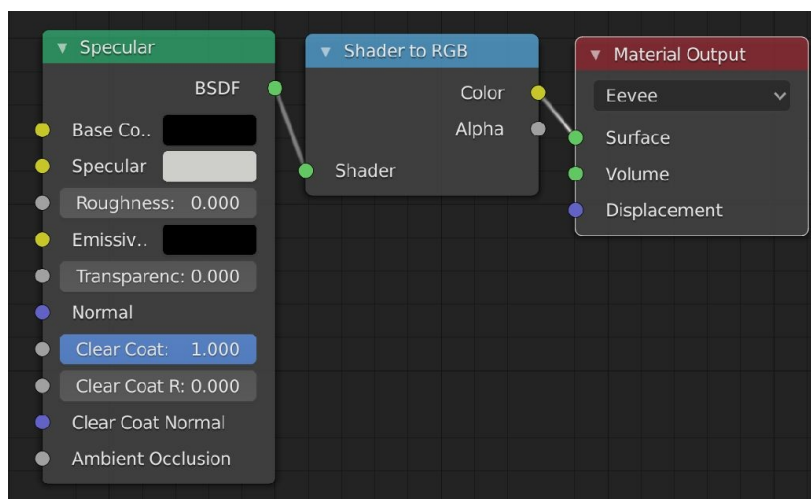 Specular
BSDF
Base Co..
Specular
Roughness: 0.000
Emissiv..
Transparenc: 0.000
Normal
Clear Coat: 1.000
Clear Coat R: 0.000
Clear Coat Normal
Ambient Occlusion
Shader to RGB
Color
Alpha
Shader
Material Output
Eevee
Surface
Volume
Displacement